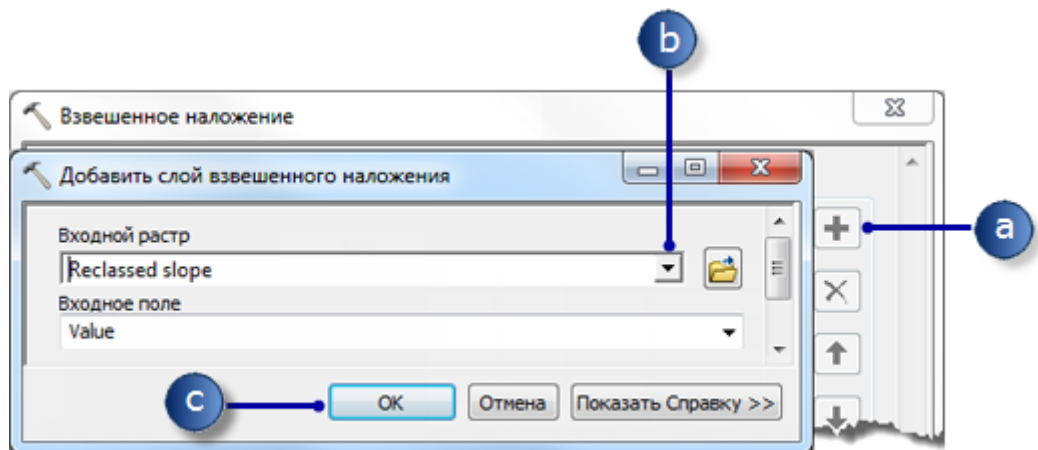 b
Взвешенное наложение
Добавить слой взвешенного наложения
a
Входной растр
Reclassed slope
Входное поле
Value
c
OK
Отмена
Показать Справку >>